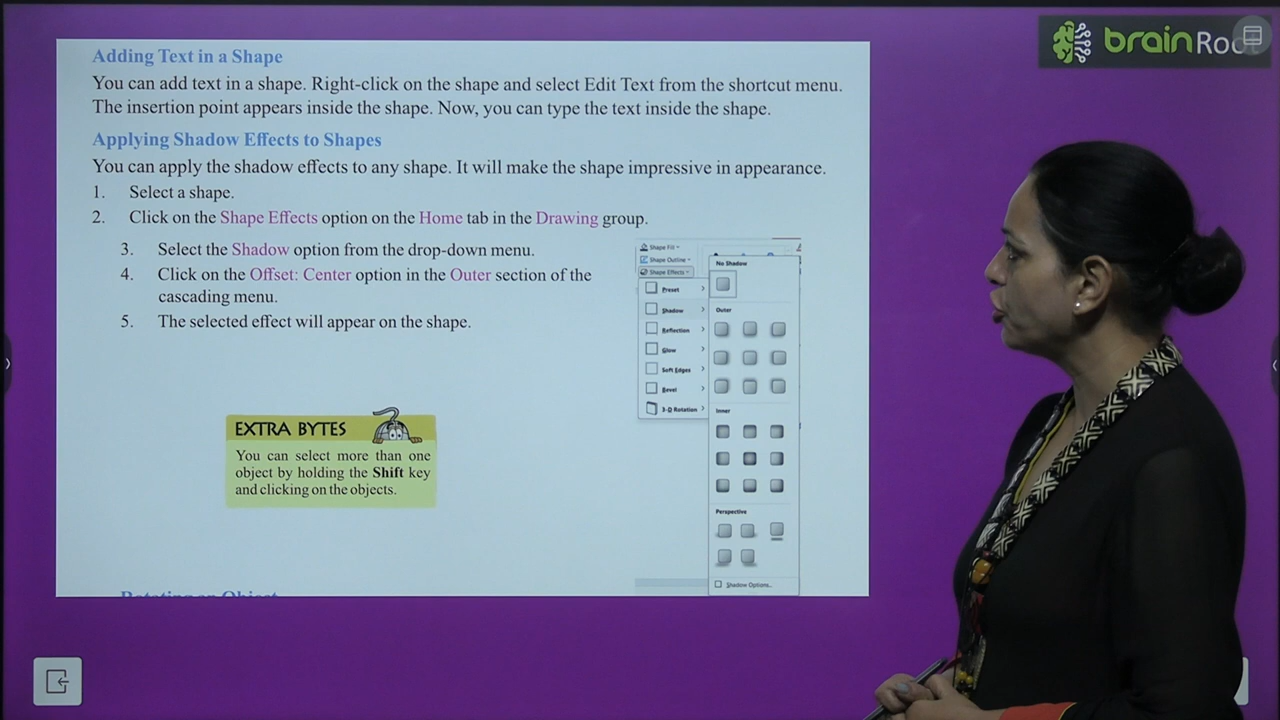 brainRoo
Adding Text in a Shape
You can add text in a shape. Right-click on the shape and select Edit Text from the shortcut menu.
The insertion point appears inside the shape. Now, you can type the text inside the shape.
Applying Shadow Effects to Shapes
You can apply the shadow effects to any shape. It will make the shape impressive in appearance.
1. Select a shape.
2. Click on the Shape Effects option on the Home tab in the Drawing group.
3. Select the Shadow option from the drop-down menu.
4. Click on the Offset: Center option in the Outer section of the
cascading menu.
5. The selected effect will appear on the shape.
Shape Fill
Shape Outline
Shape Effects
Preset
Shadow
Reflection
Glow
Soft Edges
Bevel
3-D Rotation
No Shadow
Outer
Inner
Perspective
Shadow Options...
EXTRA BYTES
You can select more than one
object by holding the Shift key
and clicking on the objects.
Rotating an Object